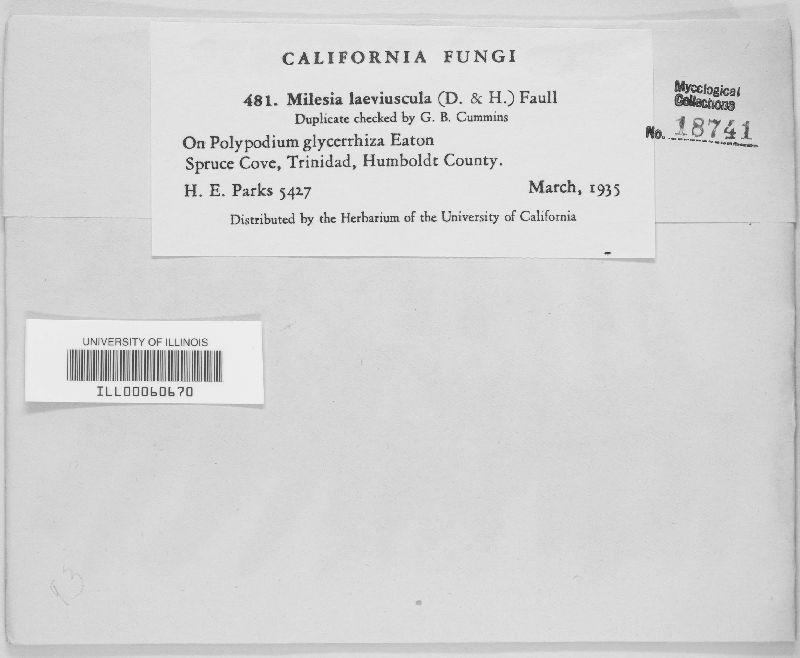 CALIFORNIA FUNGI
481. Milesia laeviuscula (D. & H.) Faull
Duplicate checked by G. B. Cummins
On Polypodium glycerrhiza Eaton
Spruce Cove, Trinidad, Humboldt County.
H. E. Parks 5427 March, 1935
Distributed by the Herbarium of the University of California
Mycological
Collections
No. 18741
UNIVERSITY OF ILLINOIS
ILL00060670